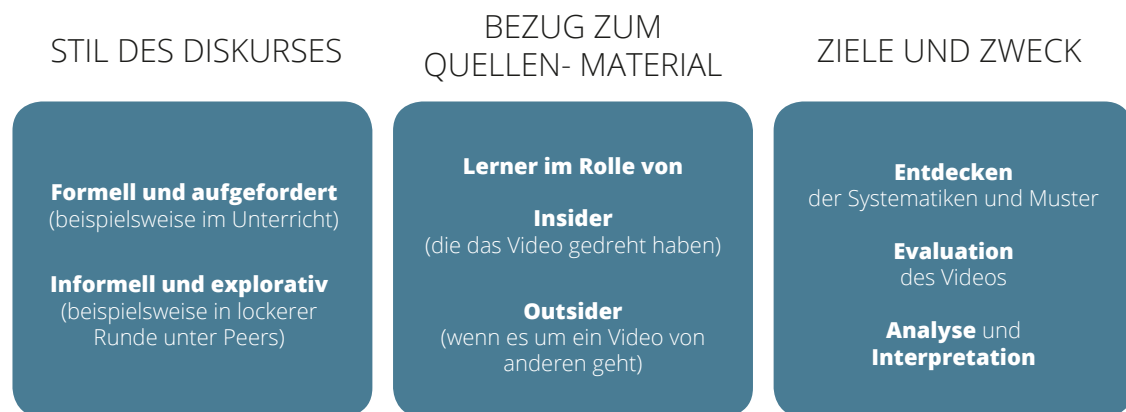 STIL DES DISKURSES
Formell und aufgefordert
(beispielsweise im Unterricht)
Informell und explorativ
(beispielsweise in lockerer
Runde unter Peers)
BEZUG ZUM
QUELLEN- MATERIAL
Lerner im Rolle von
Insider
(die das Video gedreht haben)
Outsider
(wenn es um ein Video von
anderen geht)
ZIELE UND ZWECK
Entdecken
der Systematiken und Muster
Evaluation
des Videos
Analyse und
Interpretation